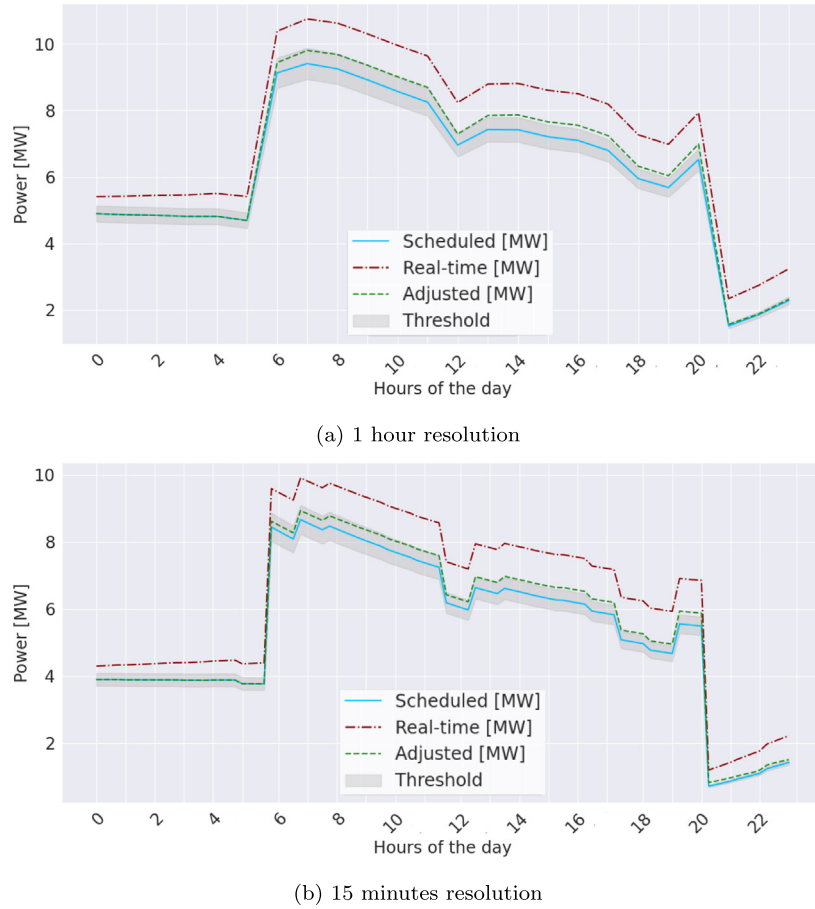 10
8
6
4
2
Power [MW]
Scheduled [MW]
Real-time [MW]
Adjusted [MW]
Threshold
0 2 4 6 8 10 12 14 16 18 20 22
Hours of the day
(a) 1 hour resolution
10
8
6
4
2
Power [MW]
Scheduled [MW]
Real-time [MW]
Adjusted [MW]
Threshold
0 2 4 6 8 10 12 14 16 18 20 22
Hours of the day
(b) 15 minutes resolution